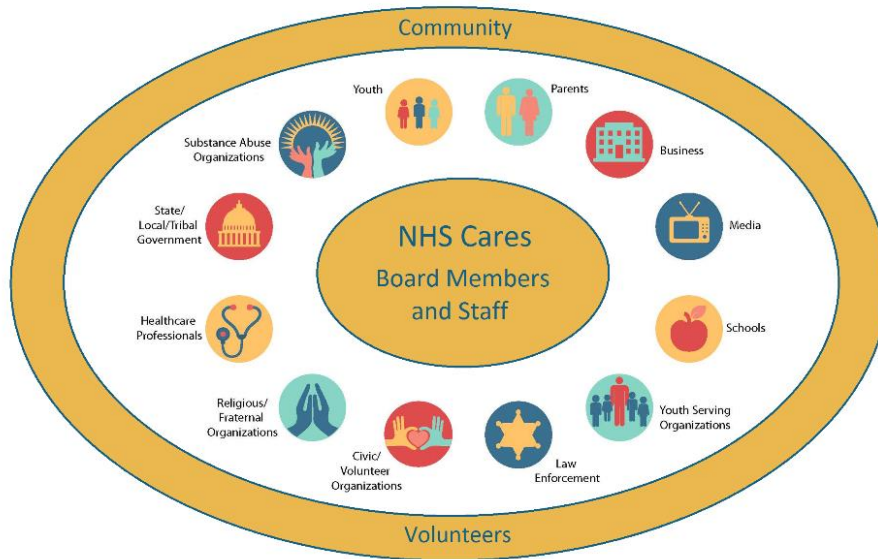 Community
Youth
Parents
Substance Abuse
Organizations
Business
State/
Local/Tribal
Government
NHS Cares
Board Members
and Staff
Media
Healthcare
Professionals
Schools
Religious/
Fraternal
Organizations
Youth Serving
Organizations
Civic/
Volunteer
Organizations
Law
Enforcement
Volunteers